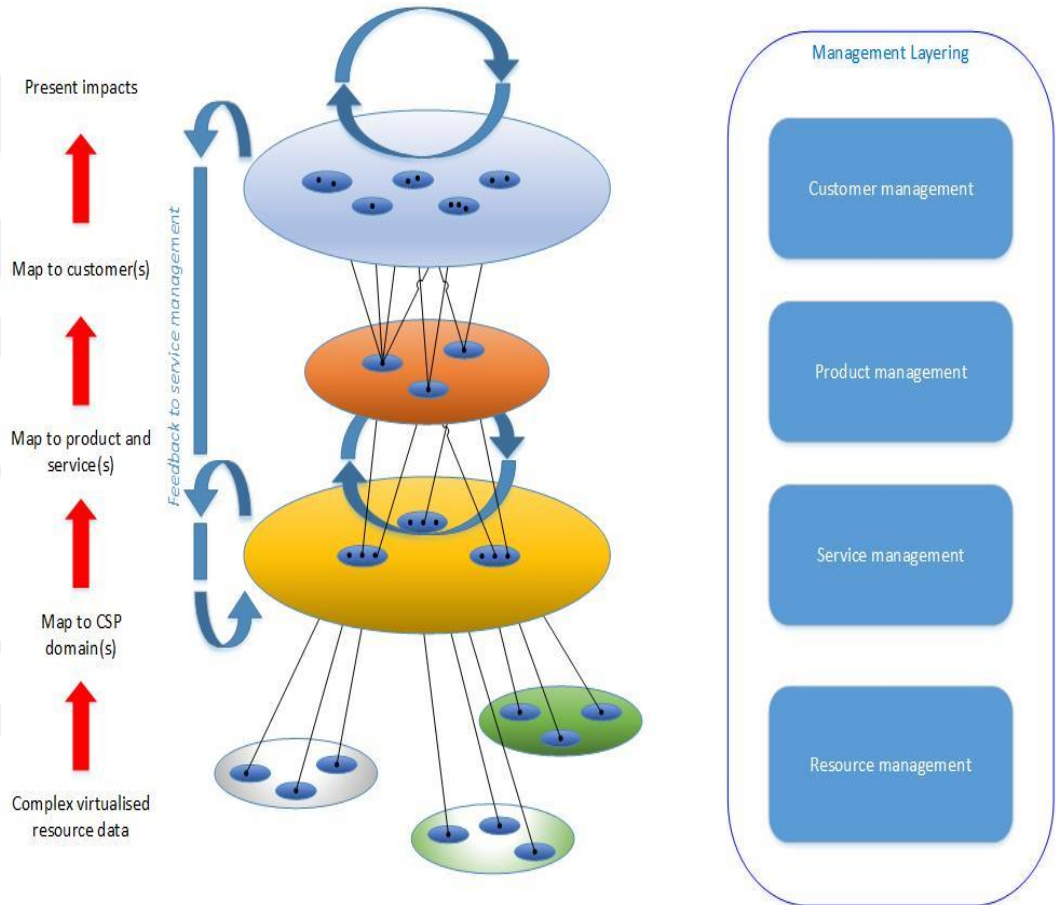 Present impacts
Map to customer(s)
Map to product and
service(s)
Map to CSP
domain(s)
Complex virtualised
resource data
Feedback to service management
Management Layering
Customer management
Product management
Service management
Resource management